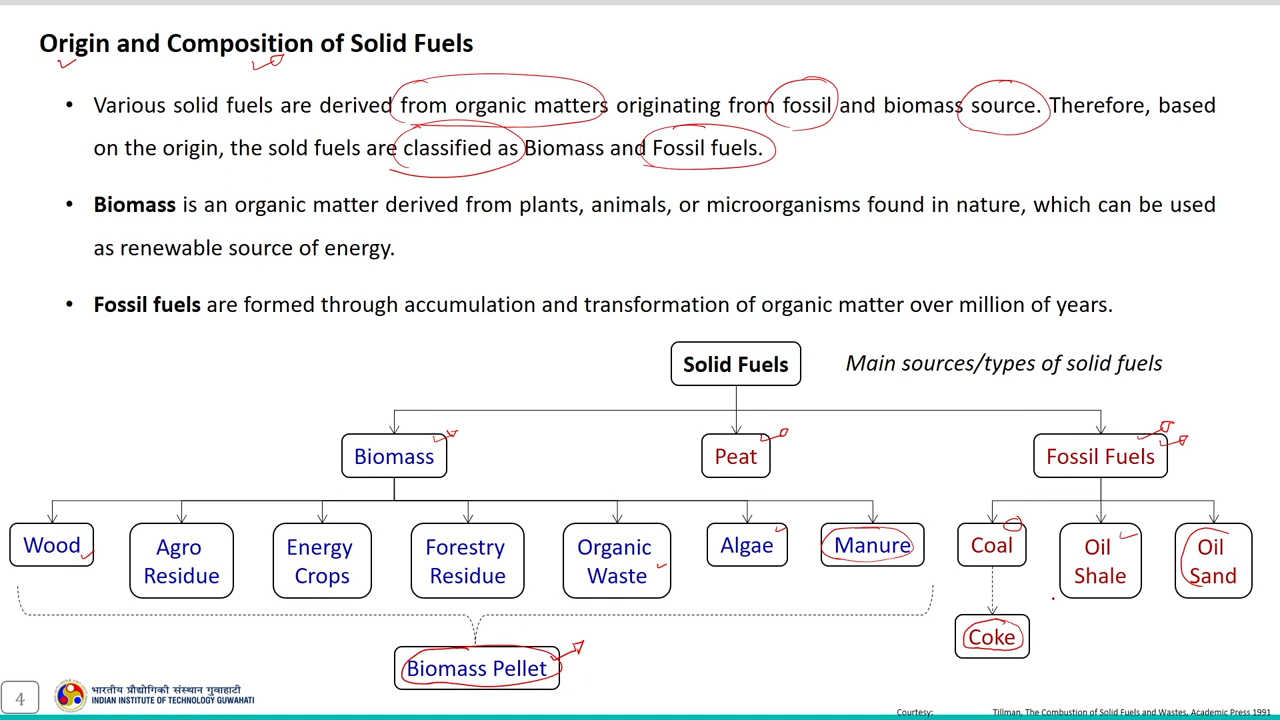 Origin and Composition of Solid Fuels
• Various solid fuels are derived from organic matters originating from fossil and biomass source. Therefore, based
on the origin, the sold fuels are classified as Biomass and Fossil fuels.
• Biomass is an organic matter derived from plants, animals, or microorganisms found in nature, which can be used
as renewable source of energy.
• Fossil fuels are formed through accumulation and transformation of organic matter over million of years.
Solid Fuels
Main sources/types of solid fuels
Biomass
Peat
Fossil Fuels
Wood
Agro
Residue
Energy
Crops
Forestry
Residue
Organic
Waste
Algae
Manure
Coal
Oil
Shale
Oil
Sand
Coke
Biomass Pellet
4
भारतीय प्रौद्योगिकी संस्थान गुवाहाटी
INDIAN INSTITUTE OF TECHNOLOGY GUWAHATI
Courtesy: Tillman, The Combustion of Solid Fuels and Wastes, Academic Press 1991